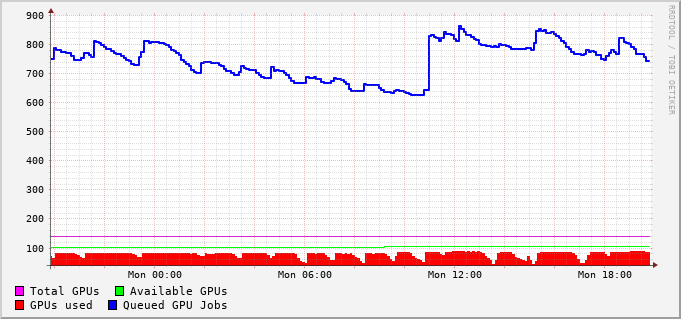 900
800
700
600
500
400
300
200
100
Mon 00:00 Mon 06:00 Mon 12:00 Mon 18:00
Total GPUs Available GPUs
GPUs used Queued GPU Jobs
RRDTOOL / TOBI OETIKER